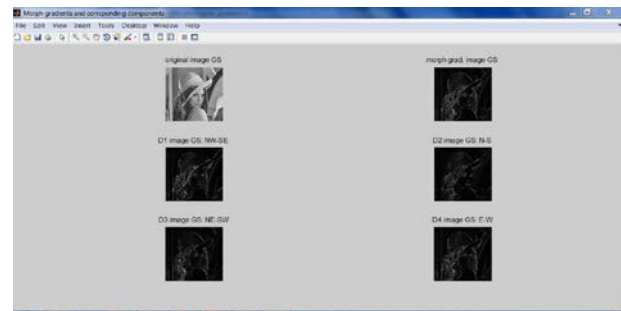 Morph gradients and corresponding components
File Edit View Insert Tools Desktop Window Help
original image GS
morph grad. image GS
D1 image GS: NW-SE
D2 image GS: N-S
D3 image GS: NE-SW
D4 image GS: E-W